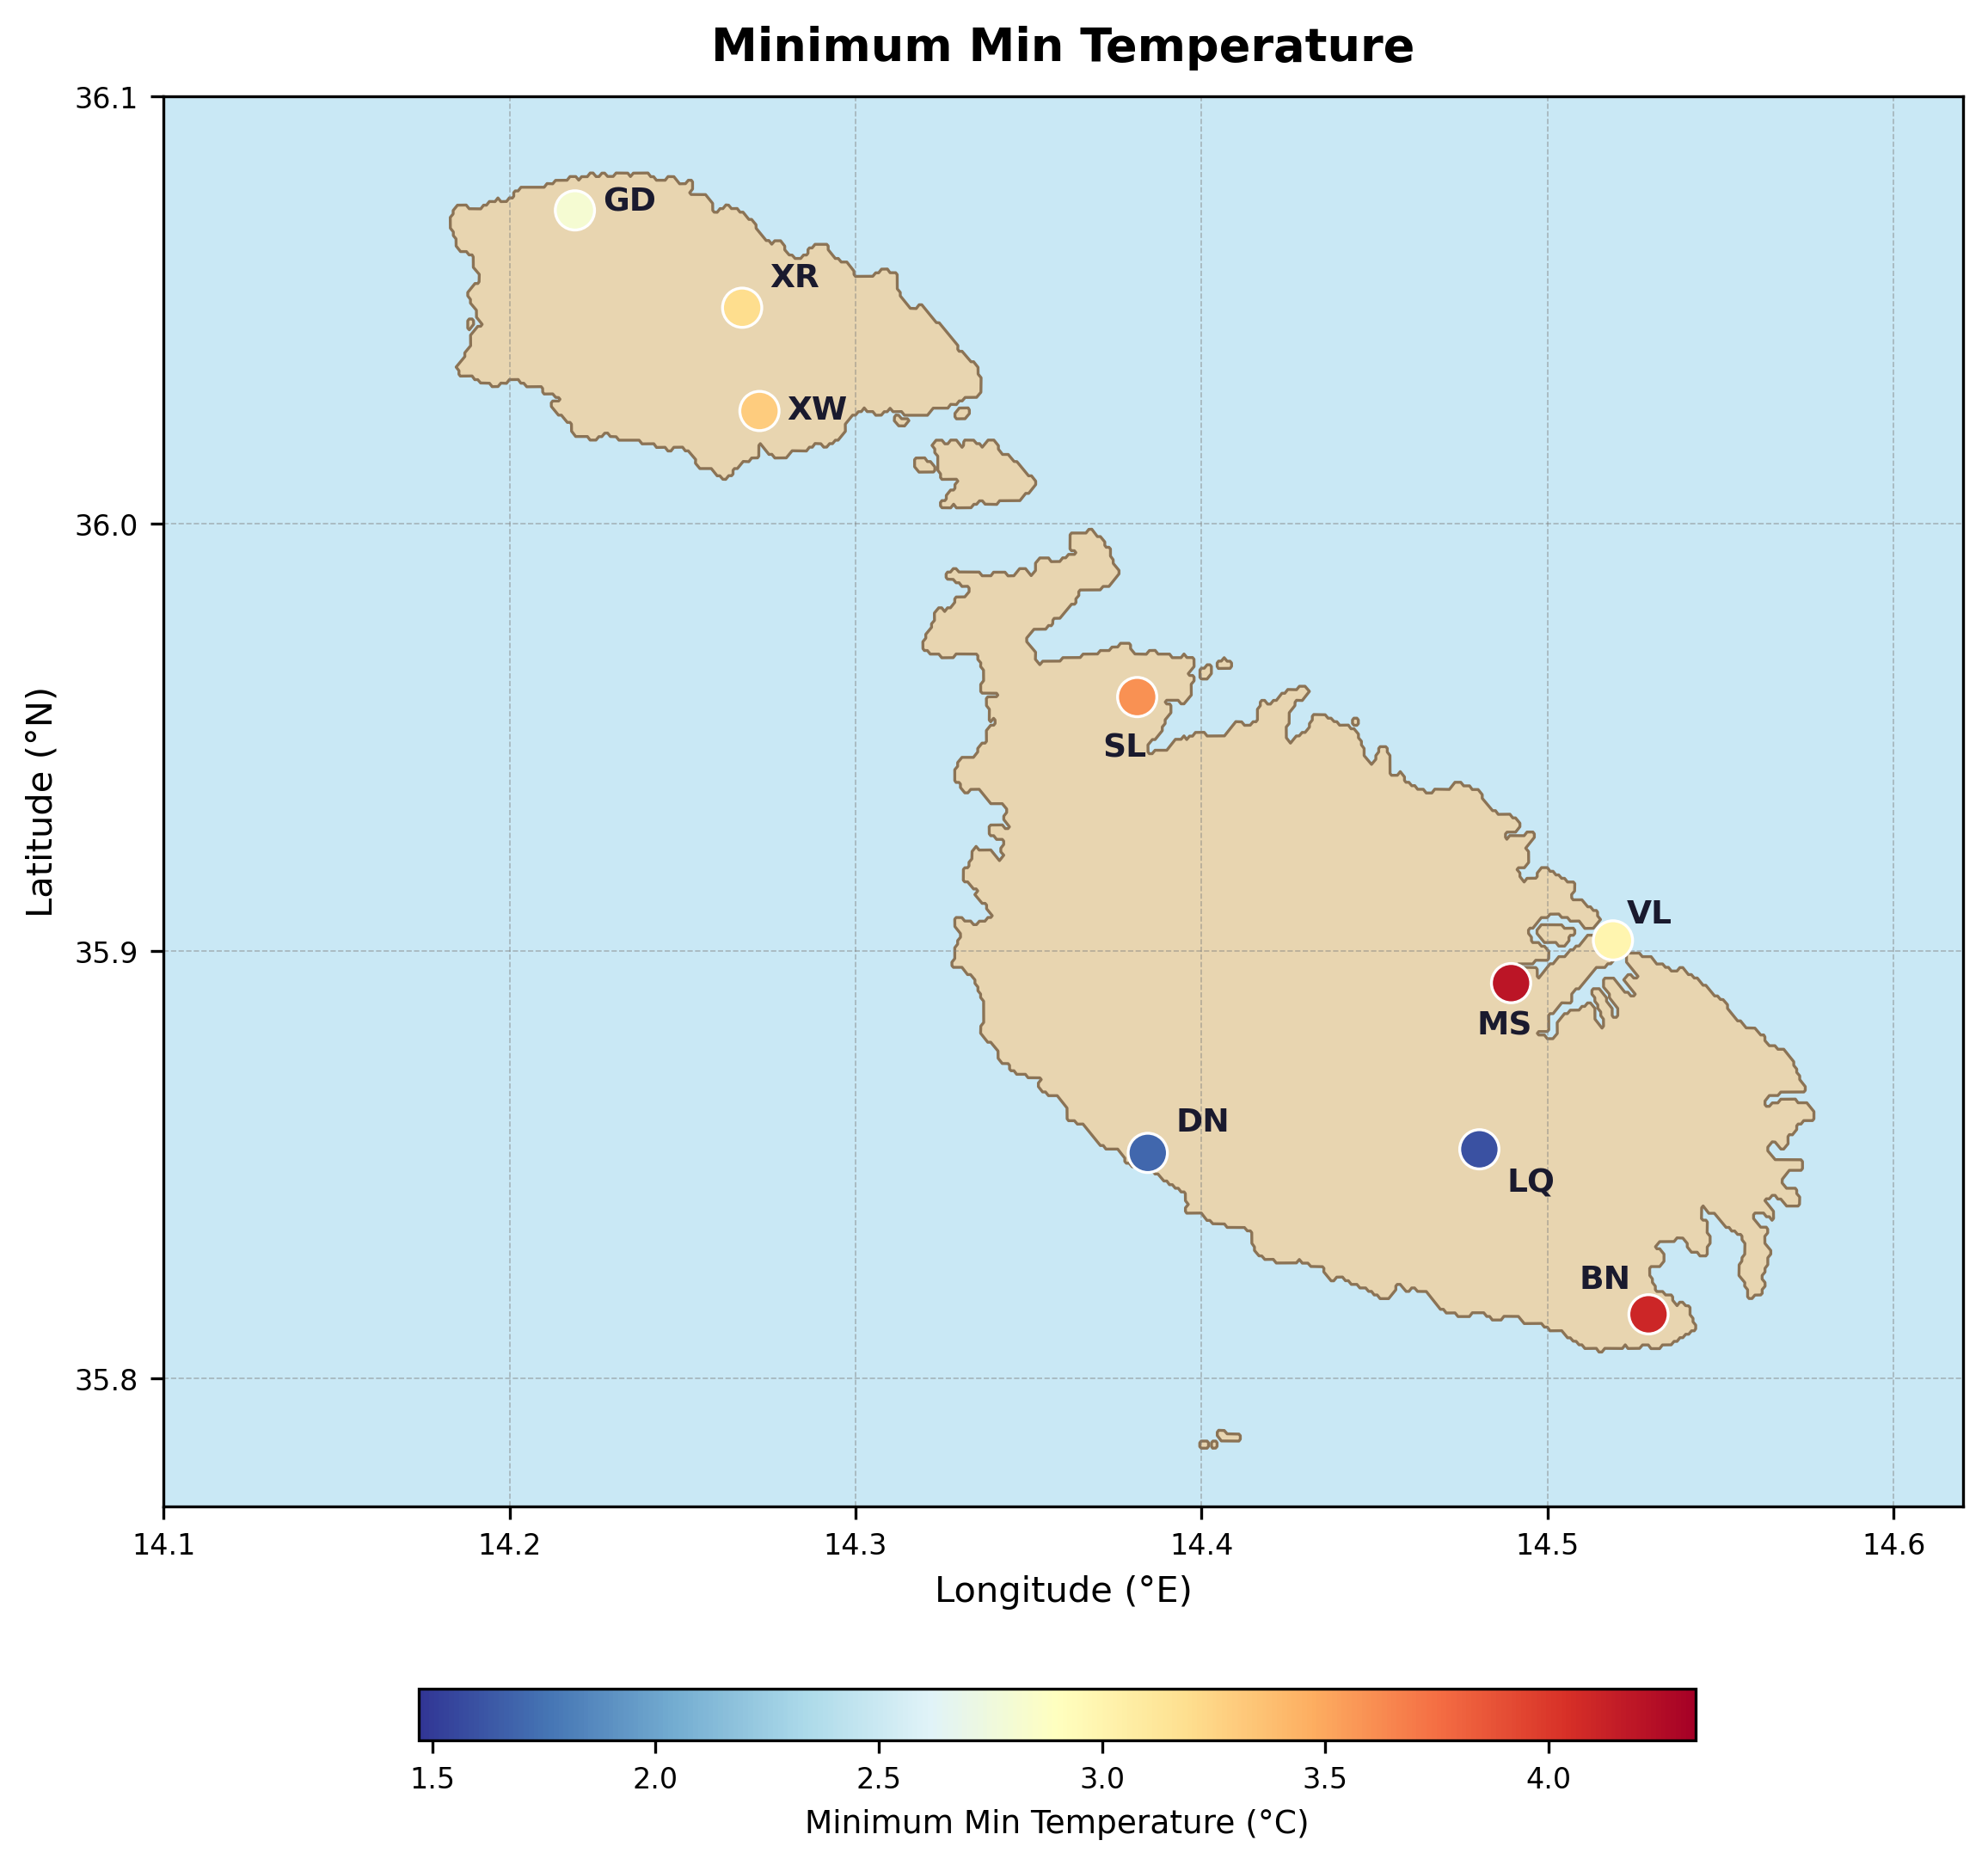 Minimum Min Temperature
36.1
36.0
35.9
35.8
Latitude (°N)
GD
XR
XW
SL
VL
MS
DN
LQ
BN
14.1 14.2 14.3 14.4 14.5 14.6
Longitude (°E)
1.5 2.0 2.5 3.0 3.5 4.0
Minimum Min Temperature (°C)